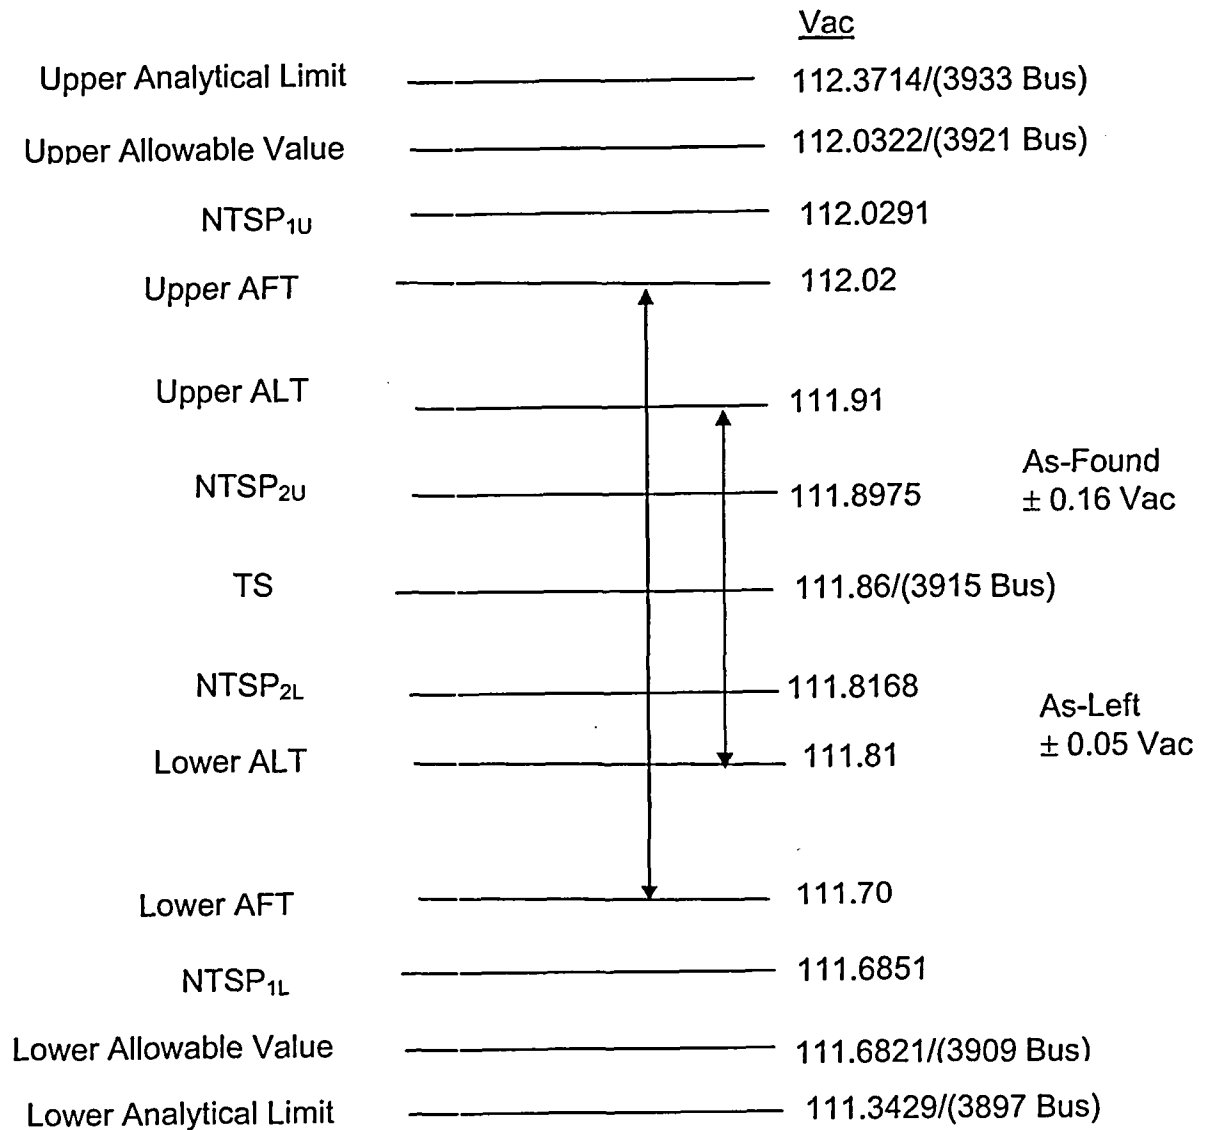 Vac
Upper Analytical Limit 112.3714/(3933 Bus)
Upper Allowable Value 112.0322/(3921 Bus)
NTSP1U 112.0291
Upper AFT 112.02
Upper ALT 111.91
As-Found
NTSP2U 111.8975 ± 0.16 Vac
TS 111.86/(3915 Bus)
NTSP2L 111.8168
As-Left
Lower ALT 111.81 ± 0.05 Vac
Lower AFT 111.70
NTSP1L 111.6851
Lower Allowable Value 111.6821/(3909 Bus)
Lower Analytical Limit 111.3429/(3897 Bus)